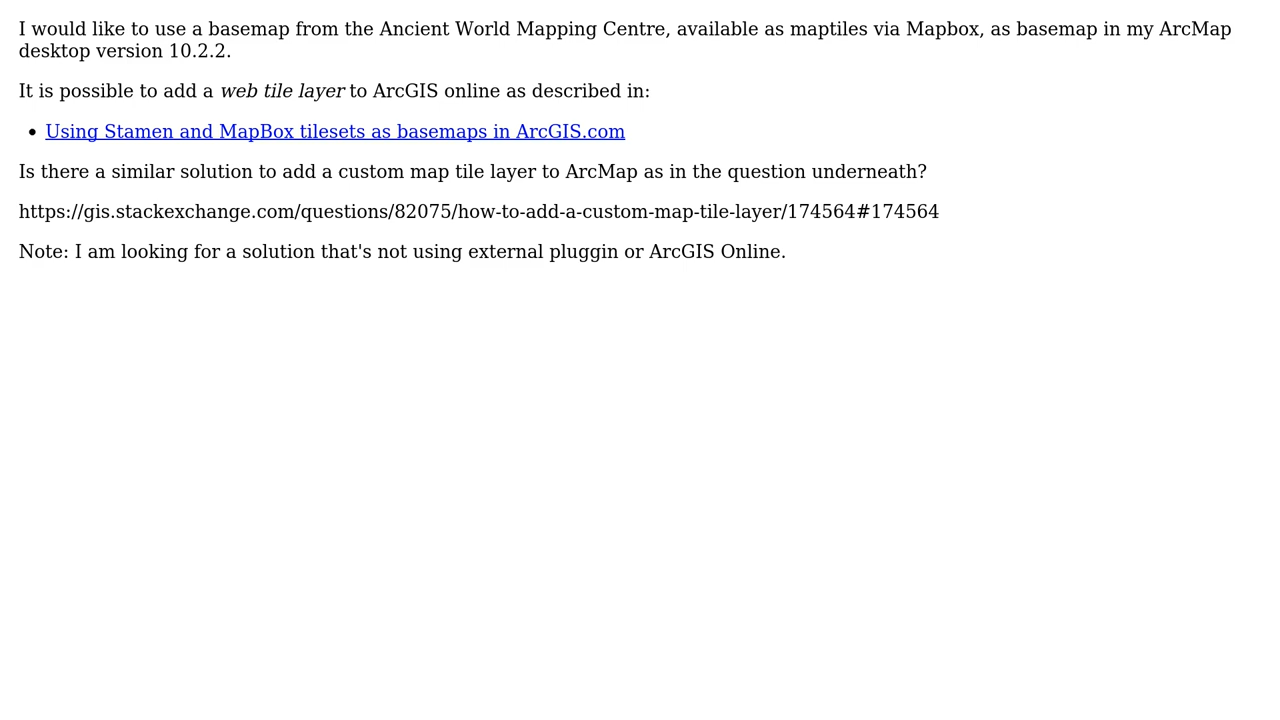 I would like to use a basemap from the Ancient World Mapping Centre, available as maptiles via Mapbox, as basemap in my ArcMap
desktop version 10.2.2.
It is possible to add a web tile layer to ArcGIS online as described in:
• Using Stamen and MapBox tilesets as basemaps in ArcGIS.com
Is there a similar solution to add a custom map tile layer to ArcMap as in the question underneath?
https://gis.stackexchange.com/questions/82075/how-to-add-a-custom-map-tile-layer/174564#174564
Note: I am looking for a solution that's not using external pluggin or ArcGIS Online.